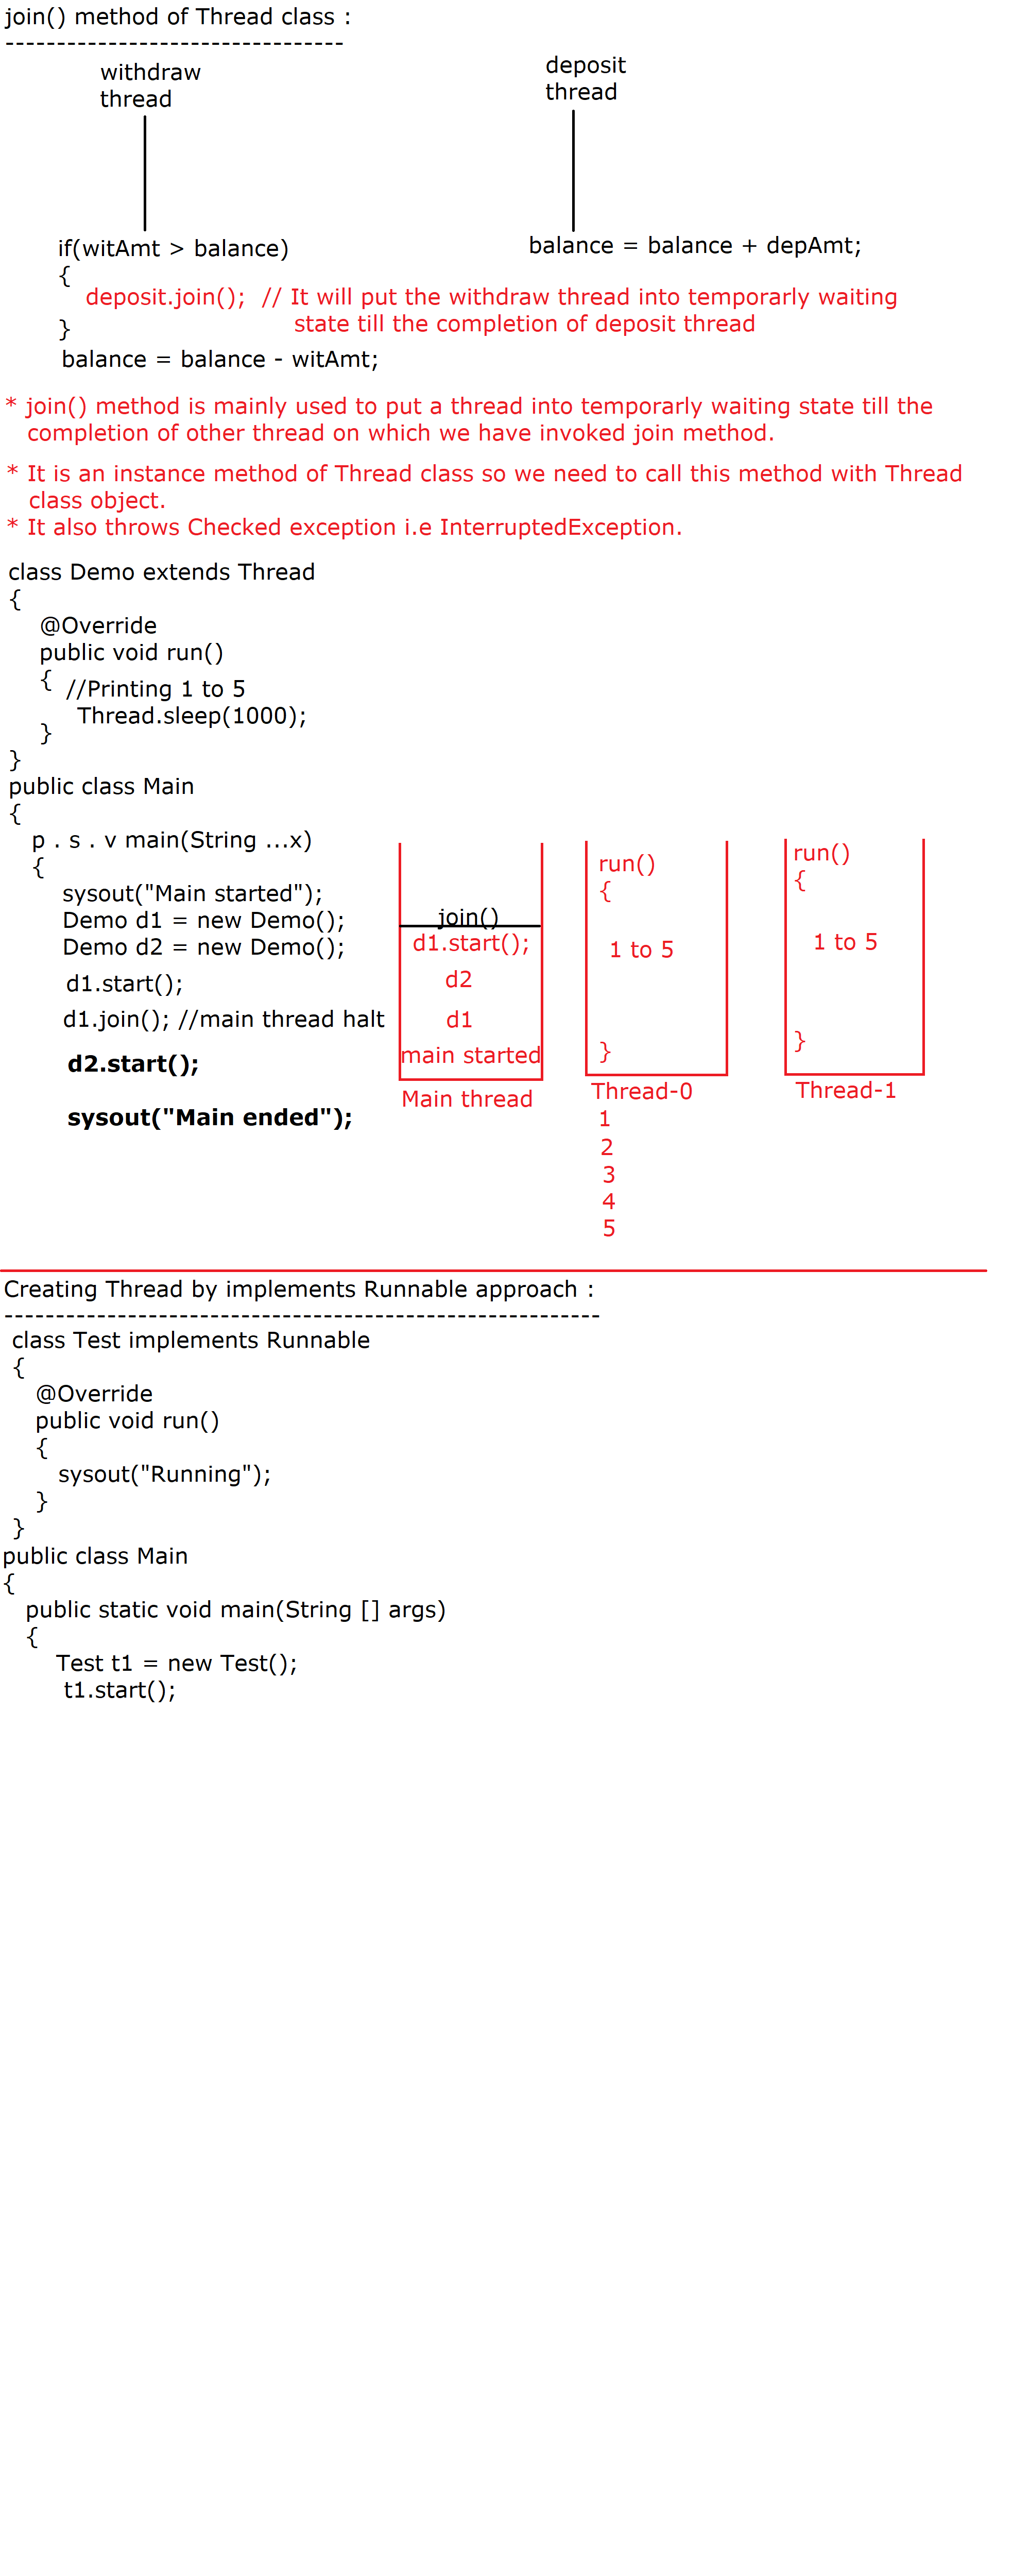 join() method of Thread class :
---------------------------------
withdraw
thread
deposit
thread
if(witAmt > balance)
{
deposit.join(); // It will put the withdraw thread into temporarly waiting
state till the completion of deposit thread
}
balance = balance - witAmt;
balance = balance + depAmt;
* join() method is mainly used to put a thread into temporarly waiting state till the
completion of other thread on which we have invoked join method.
* It is an instance method of Thread class so we need to call this method with Thread
class object.
* It also throws Checked exception i.e InterruptedException.
class Demo extends Thread
{
@Override
public void run()
{ //Printing 1 to 5
Thread.sleep(1000);
}
}
public class Main
{
p . s . v main(String ...x)
{
sysout("Main started");
Demo d1 = new Demo();
Demo d2 = new Demo();
d1.start();
d1.join(); //main thread halt
d2.start();
sysout("Main ended");
join()
d1.start();
d2
d1
main started
Main thread
run()
{
1 to 5
}
Thread-0
1
2
3
4
5
run()
{
1 to 5
}
Thread-1
Creating Thread by implements Runnable approach :
----------------------------------------------------------
class Test implements Runnable
{
@Override
public void run()
{
sysout("Running");
}
}
public class Main
{
public static void main(String [] args)
{
Test t1 = new Test();
t1.start();